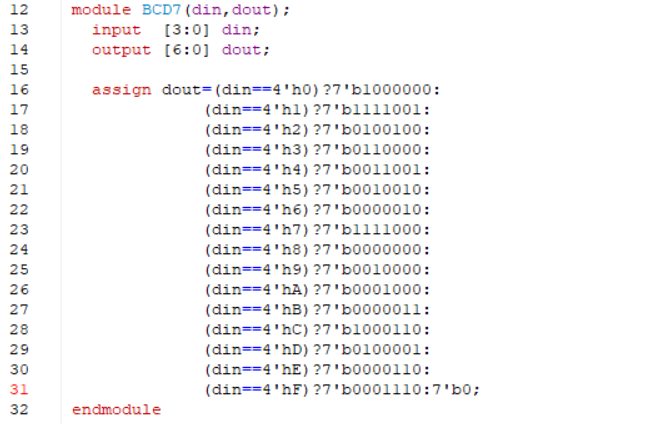 12 module BCD7(din,dout);
13 input [3:0] din;
14 output [6:0] dout;
15
16 assign dout=(din==4'h0)?7'b1000000:
17 (din==4'h1)?7'b1111001:
18 (din==4'h2)?7'b0100100:
19 (din==4'h3)?7'b0110000:
20 (din==4'h4)?7'b0011001:
21 (din==4'h5)?7'b0010010:
22 (din==4'h6)?7'b0000010:
23 (din==4'h7)?7'b1111000:
24 (din==4'h8)?7'b0000000:
25 (din==4'h9)?7'b0010000:
26 (din==4'hA)?7'b0001000:
27 (din==4'hB)?7'b0000011:
28 (din==4'hC)?7'b1000110:
29 (din==4'hD)?7'b0100001:
30 (din==4'hE)?7'b0000110:
31 (din==4'hF)?7'b0001110:7'b0;
32 endmodule